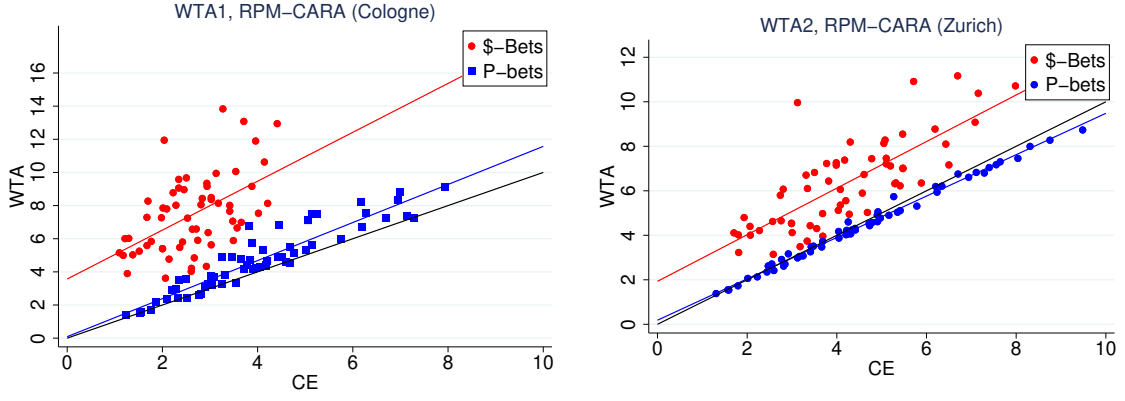 WTA1, RPM−CARA (Cologne)
$−Bets
P−bets
WTA
16
14
12
10
8
6
4
2
0
0 2 4 6 8 10
CE
WTA2, RPM−CARA (Zurich)
$−Bets
P−bets
WTA
12
10
8
6
4
2
0
0 2 4 6 8 10
CE